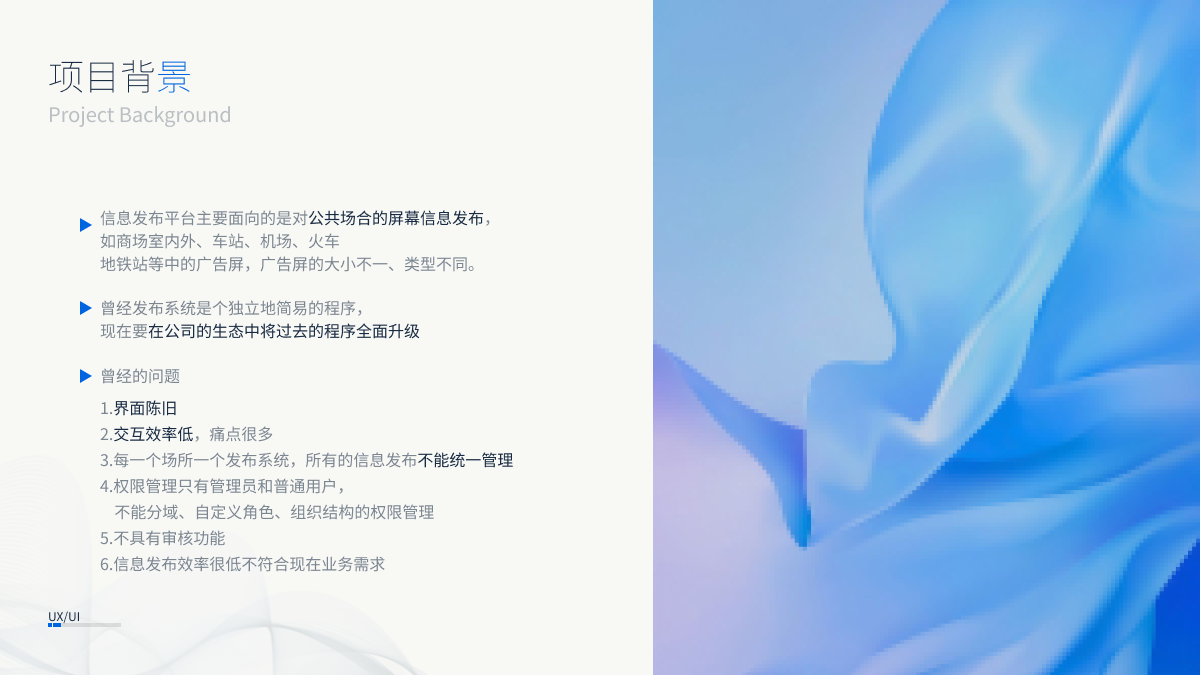 项目背景
Project Background
信息发布平台主要面向的是对公共场合的屏幕信息发布，
如商场室内外、车站、机场、火车
地铁站等中的广告屏，广告屏的大小不一、类型不同。
曾经发布系统是个独立地简易的程序，
现在要在公司的生态中将过去的程序全面升级
曾经的问题
1.界面陈旧
2.交互效率低，痛点很多
3.每一个场所一个发布系统，所有的信息发布不能统一管理
4.权限管理只有管理员和普通用户，
不能分域、自定义角色、组织结构的权限管理
5.不具有审核功能
6.信息发布效率很低不符合现在业务需求
UX/UI